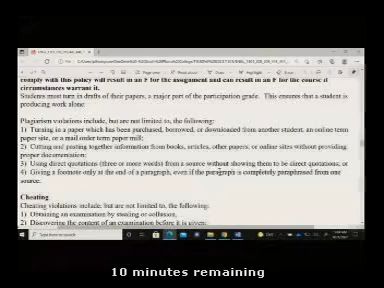 comply with this policy will result in an F for the assignment and can result in an F for the course if
circumstances warrant it.
Students must turn in drafts of their papers, a major part of the participation grade. This ensures that a student is
producing work alone
Plagiarism violations include, but are not limited to, the following:
1) Turning in a paper which has been purchased, borrowed, or downloaded from another student, an online term
paper site, or a mail order term paper mill;
2) Cutting and pasting together information from books, articles, other papers, or online sites without providing
proper documentation;
3) Using direct quotations (three or more words) from a source without showing them to be direct quotations; or
4) Giving a footnote only at the end of a paragraph, even if the paragraph is completely paraphrased from one
source.
Cheating
Cheating violations include, but are not limited to, the following:
1) Obtaining an examination by stealing or collusion,
2) Discovering the content of an examination before it is given;
Type here to search
10 minutes remaining